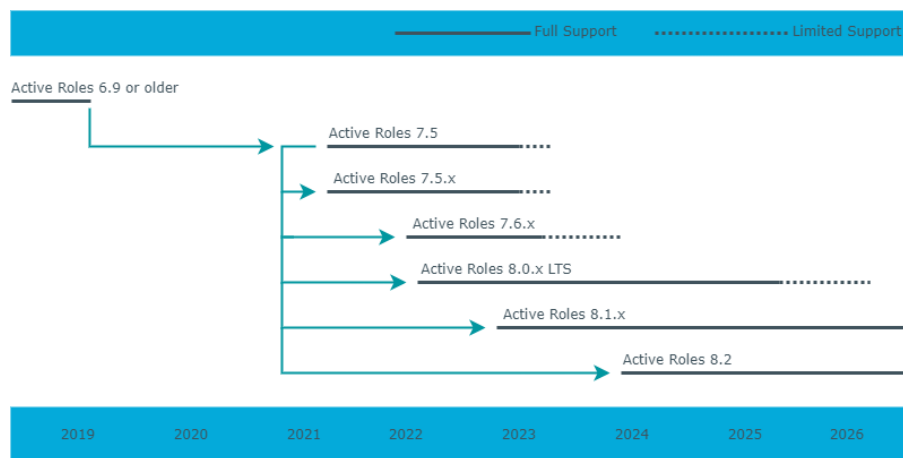 Full Support Limited Support
Active Roles 6.9 or older
Active Roles 7.5
Active Roles 7.5.x
Active Roles 7.6.x
Active Roles 8.0.x LTS
Active Roles 8.1.x
Active Roles 8.2
2019 2020 2021 2022 2023 2024 2025 2026